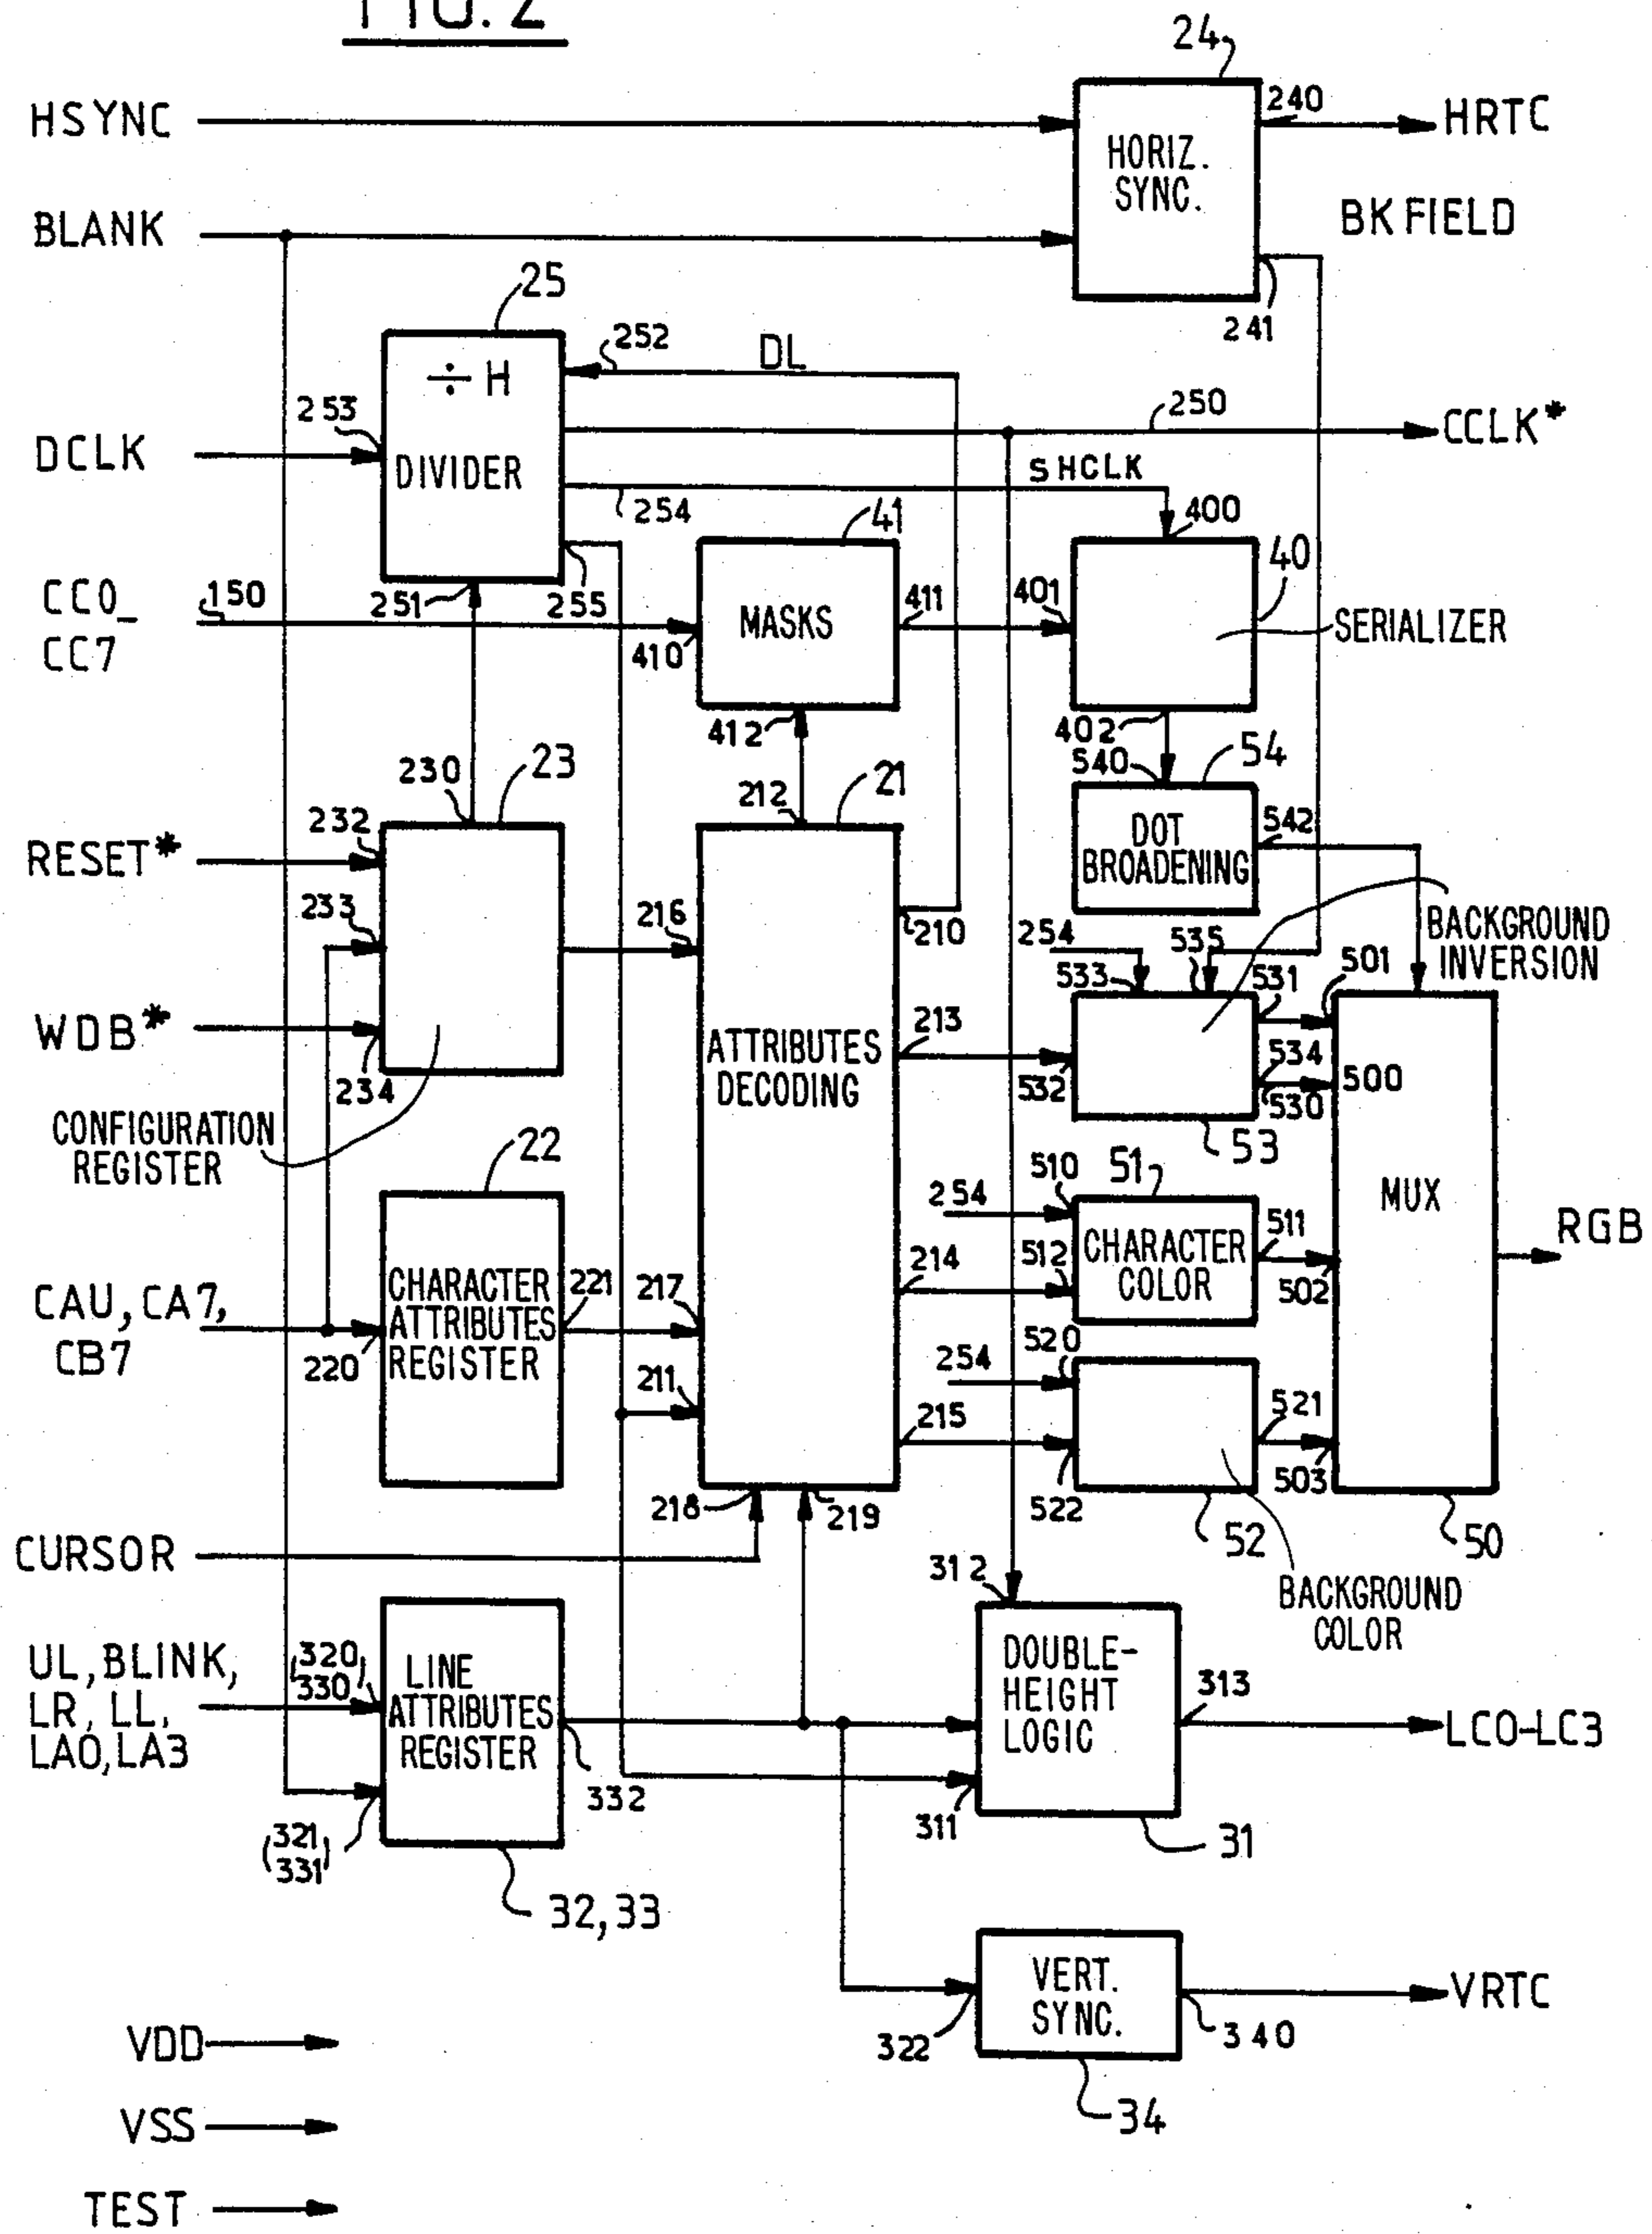 FIG. 2
24
HSYNC
240
HRTC
HORIZ.
SYNC.
BLANK
BK FIELD
241
25
252
DL
÷ H
250
CCLK*
253
DCLK
DIVIDER
SHCLK
254
400
41
40
CC0_
CC7
150
251
255
MASKS
410
411
401
SERIALIZER
412
402
540
54
230
23
212
21
542
DOT
BROADENING
RESET*
232
233
216
210
254
535
533
BACKGROUND
INVERSION
531
501
WDB*
234
ATTRIBUTES
DECODING
213
532
534
530
500
53
CONFIGURATION
REGISTER
22
510
51
254
MUX
CHARACTER
COLOR
511
502
RGB
CAU, CA7,
CB7
220
CHARACTER
ATTRIBUTES
REGISTER
221
217
214
512
520
254
211
215
522
521
503
218
219
52
50
CURSOR
312
BACKGROUND
COLOR
UL, BLINK,
LR, LL,
LA0, LA3
(320)
330
LINE
ATTRIBUTES
REGISTER
332
DOUBLE-
HEIGHT
LOGIC
313
LC0-LC3
311
31
(321)
331
32,33
VERT.
SYNC.
322
340
VRTC
34
VDD
VSS
TEST